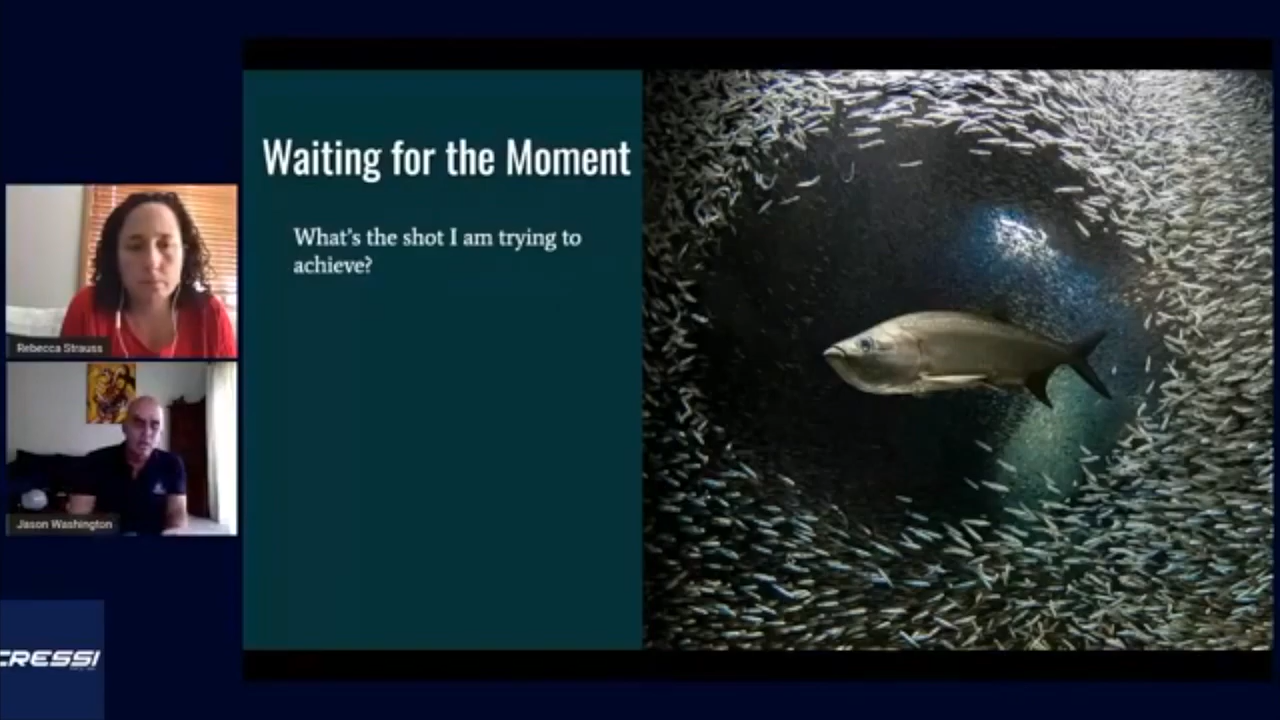 Waiting for the Moment
What's the shot I am trying to
achieve?
Rebecca Strauss
Jason Washington
CRESSI